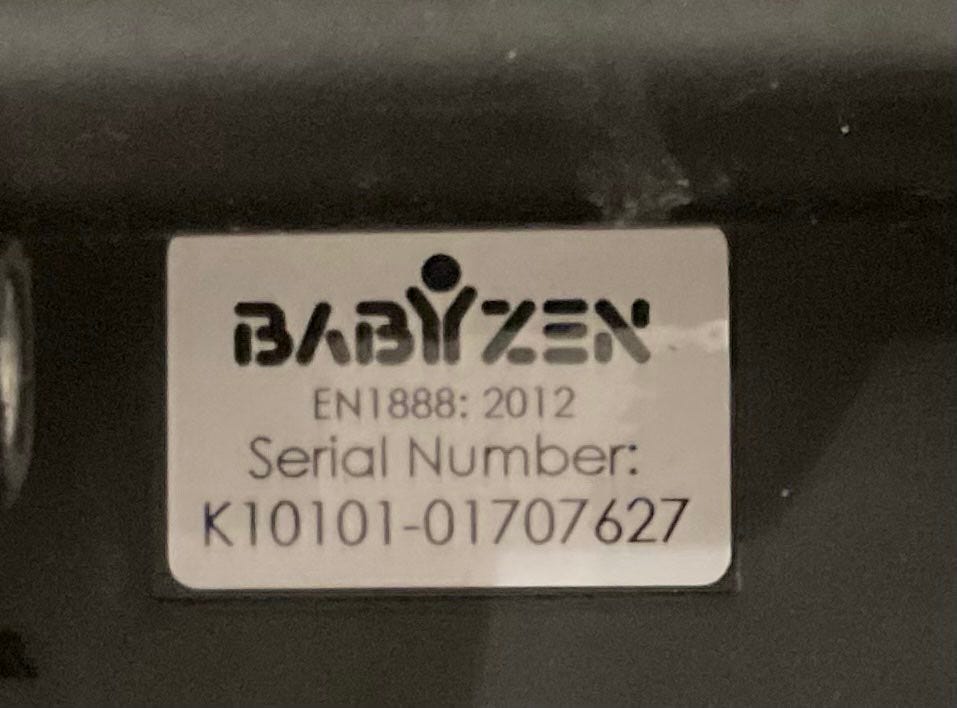 BABYZEN
EN1888: 2012
Serial Number:
K10101-01707627